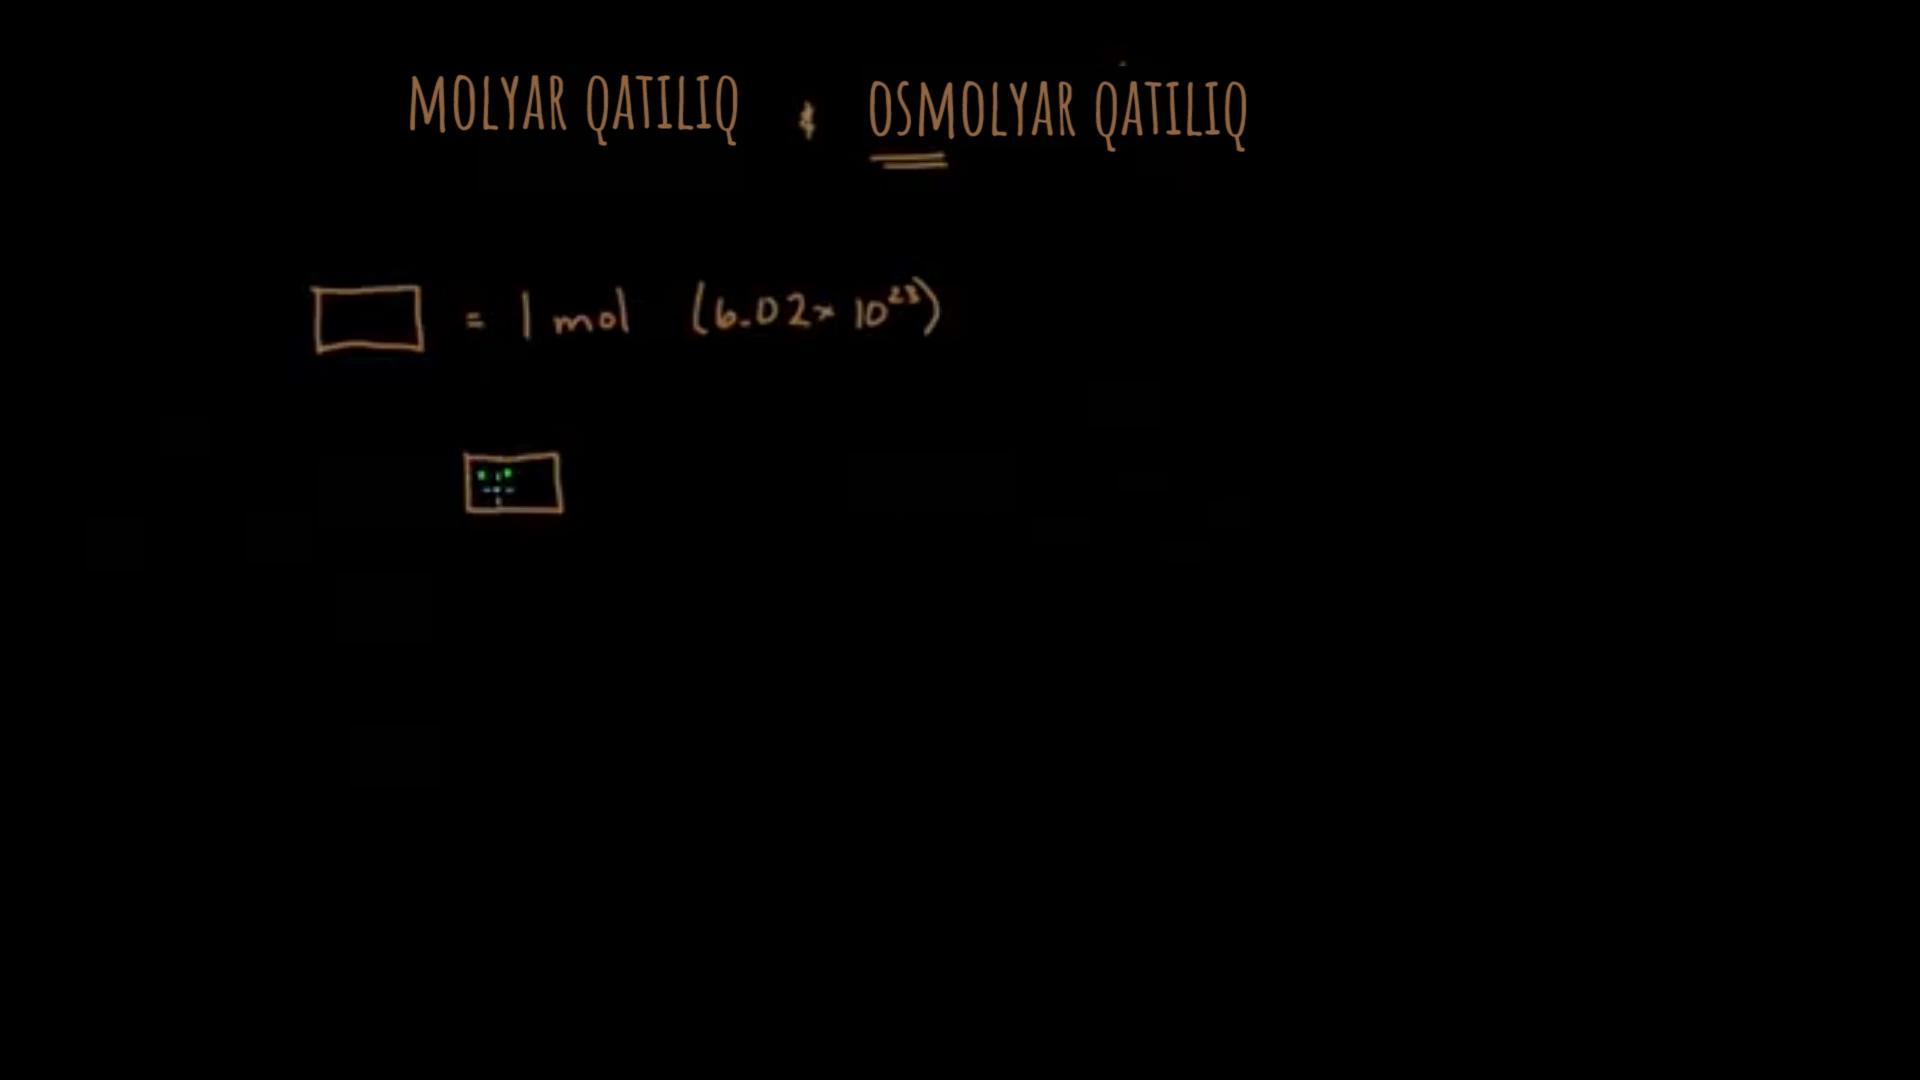 MOLYAR QATILIQ & OSMOLYAR QATILIQ
= 1 mol (6.02 × 10²³)